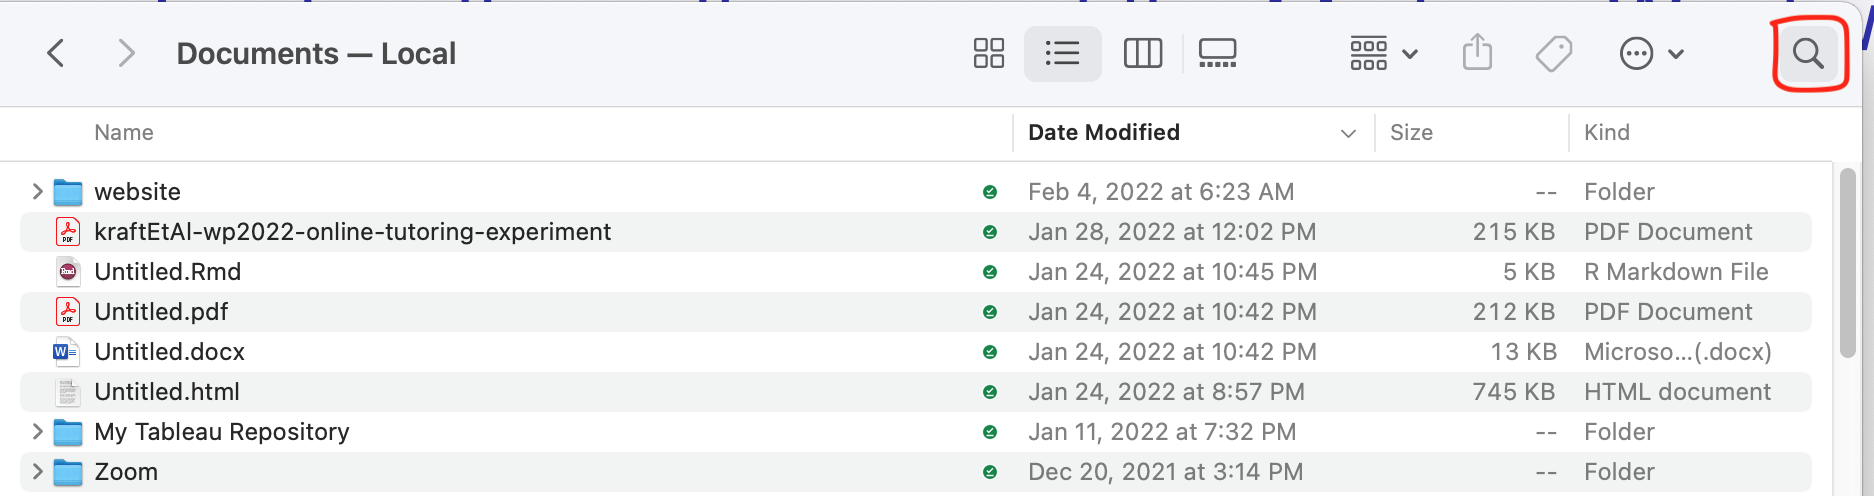 Documents — Local
Name Date Modified Size Kind
website Feb 4, 2022 at 6:23 AM -- Folder
PDF kraftEtAl-wp2022-online-tutoring-experiment Jan 28, 2022 at 12:02 PM 215 KB PDF Document
Rmd Untitled.Rmd Jan 24, 2022 at 10:45 PM 5 KB R Markdown File
PDF Untitled.pdf Jan 24, 2022 at 10:42 PM 212 KB PDF Document
W Untitled.docx Jan 24, 2022 at 10:42 PM 13 KB Microso...(.docx)
Untitled.html Jan 24, 2022 at 8:57 PM 745 KB HTML document
My Tableau Repository Jan 11, 2022 at 7:32 PM -- Folder
Zoom Dec 20, 2021 at 3:14 PM -- Folder